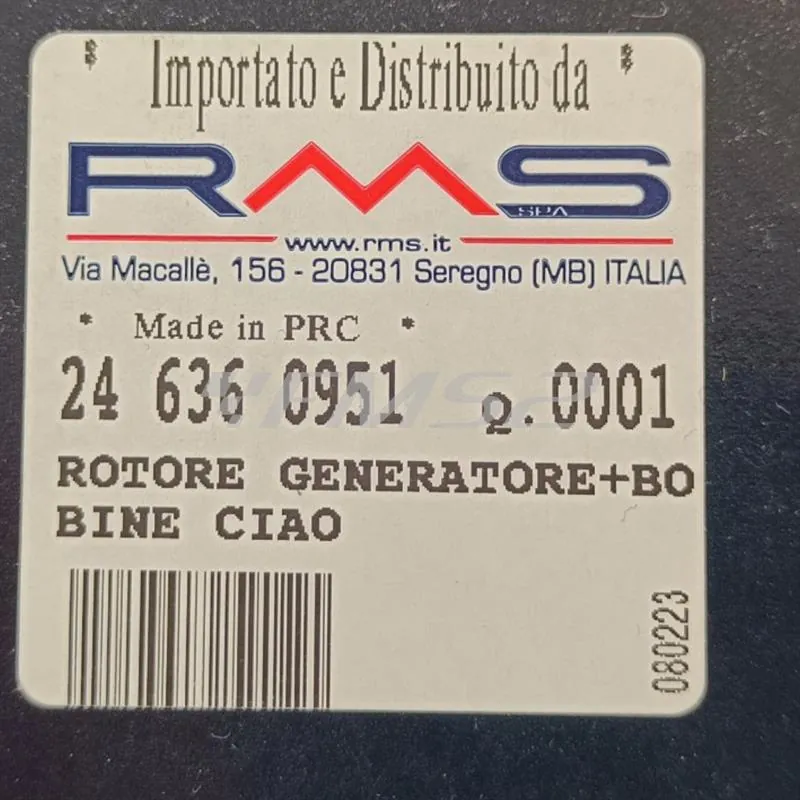 * Importato e Distribuito da *
RMS
SPA
www.rms.it
Via Macallè, 156 - 20831 Seregno (MB) ITALIA
* Made in PRC *
24 636 0951 Q.0001
ROTORE GENERATORE+BO
BINE CIAO
080223